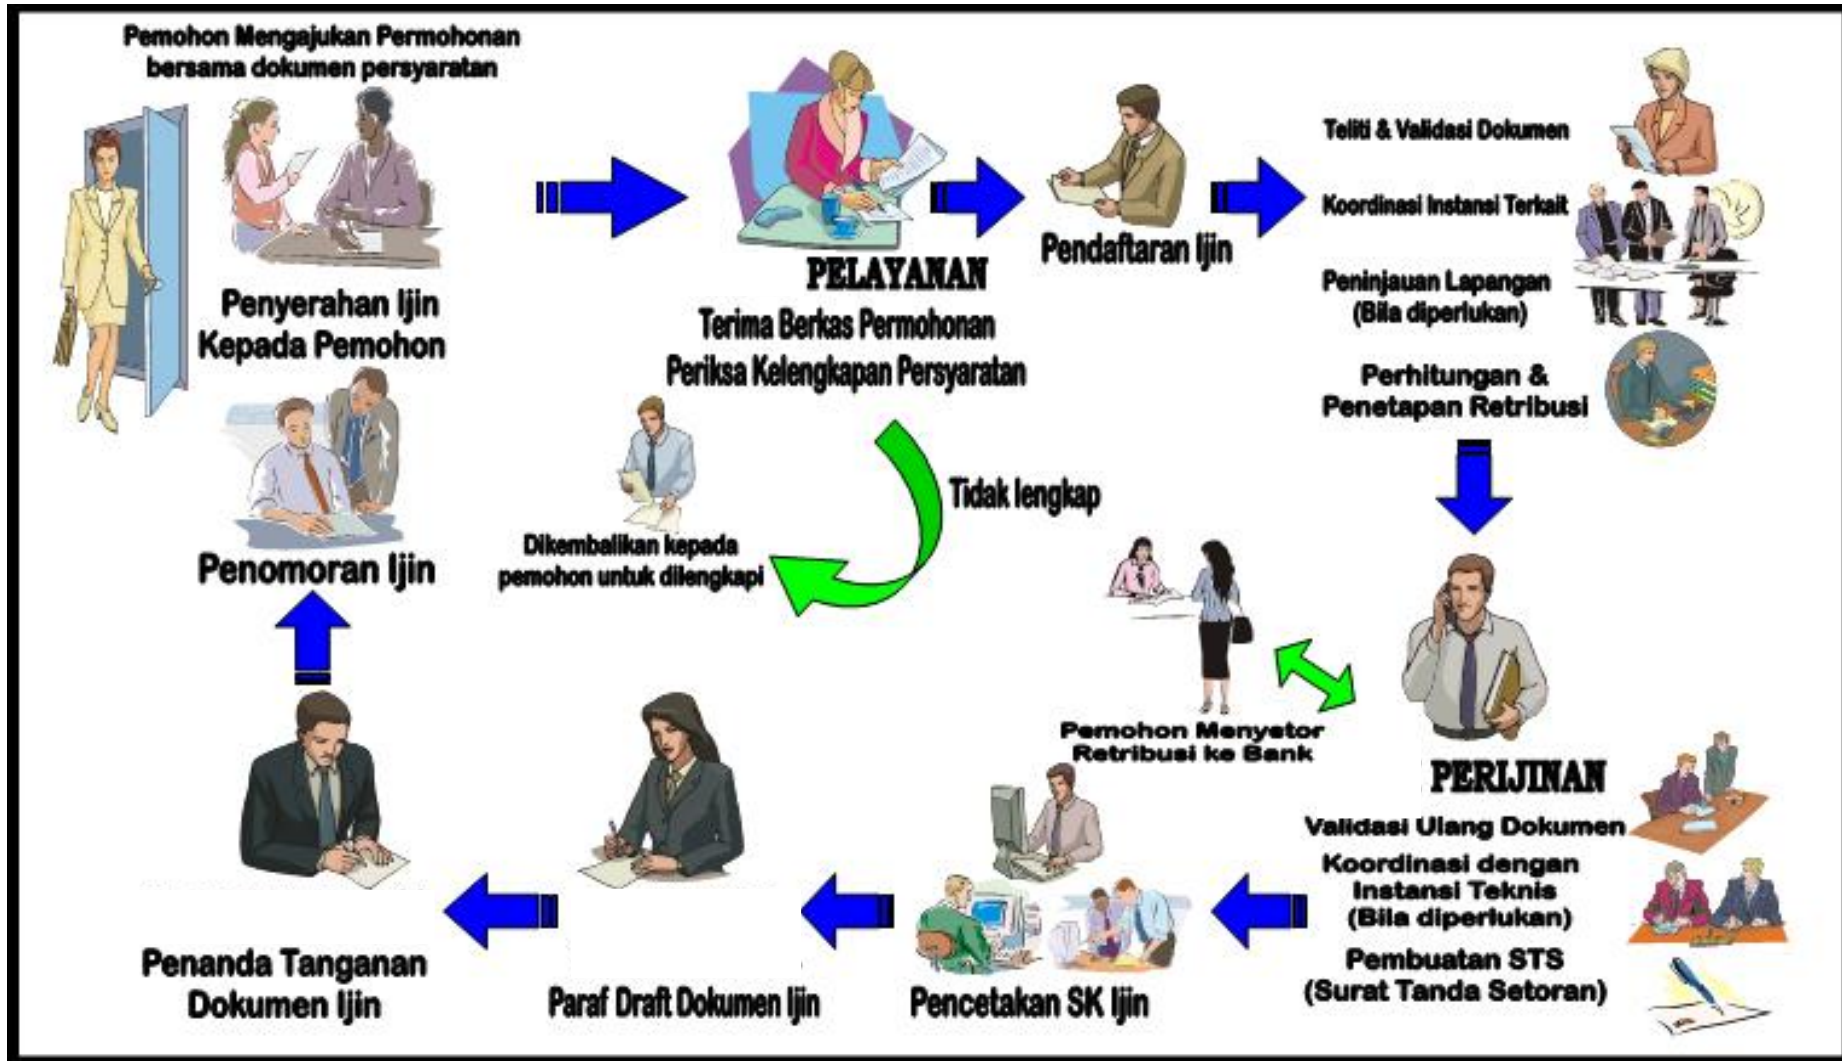 Pemohon Mengajukan Permohonan
bersama dokumen persyaratan
Penyerahan Ijin
Kepada Pemohon
Penomoran Ijin
PELAYANAN
Terima Berkas Permohonan
Periksa Kelengkapan Persyaratan
Pendaftaran Ijin
Teliti & Validasi Dokumen
Koordinasi Instansi Terkait
Peninjauan Lapangan
(Bila diperlukan)
Perhitungan &
Penetapan Retribusi
Tidak lengkap
Dikembalikan kepada
pemohon untuk dilengkapi
Pemohon Menyetor
Retribusi ke Bank
PERIJINAN
Validasi Ulang Dokumen
Koordinasi dengan
Instansi Teknis
(Bila diperlukan)
Pembuatan STS
(Surat Tanda Setoran)
Pencetakan SK Ijin
Paraf Draft Dokumen Ijin
Penanda Tanganan
Dokumen Ijin